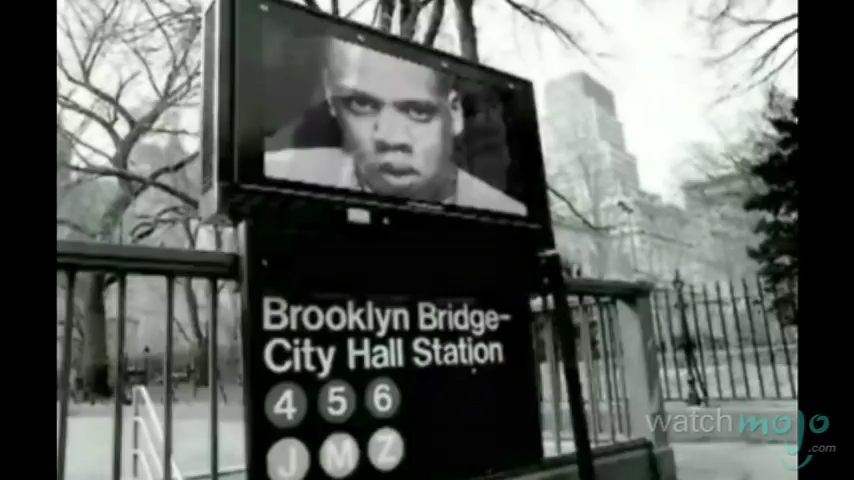 Brooklyn Bridge-
City Hall Station
4 5 6
J M Z
watchmojo
.com